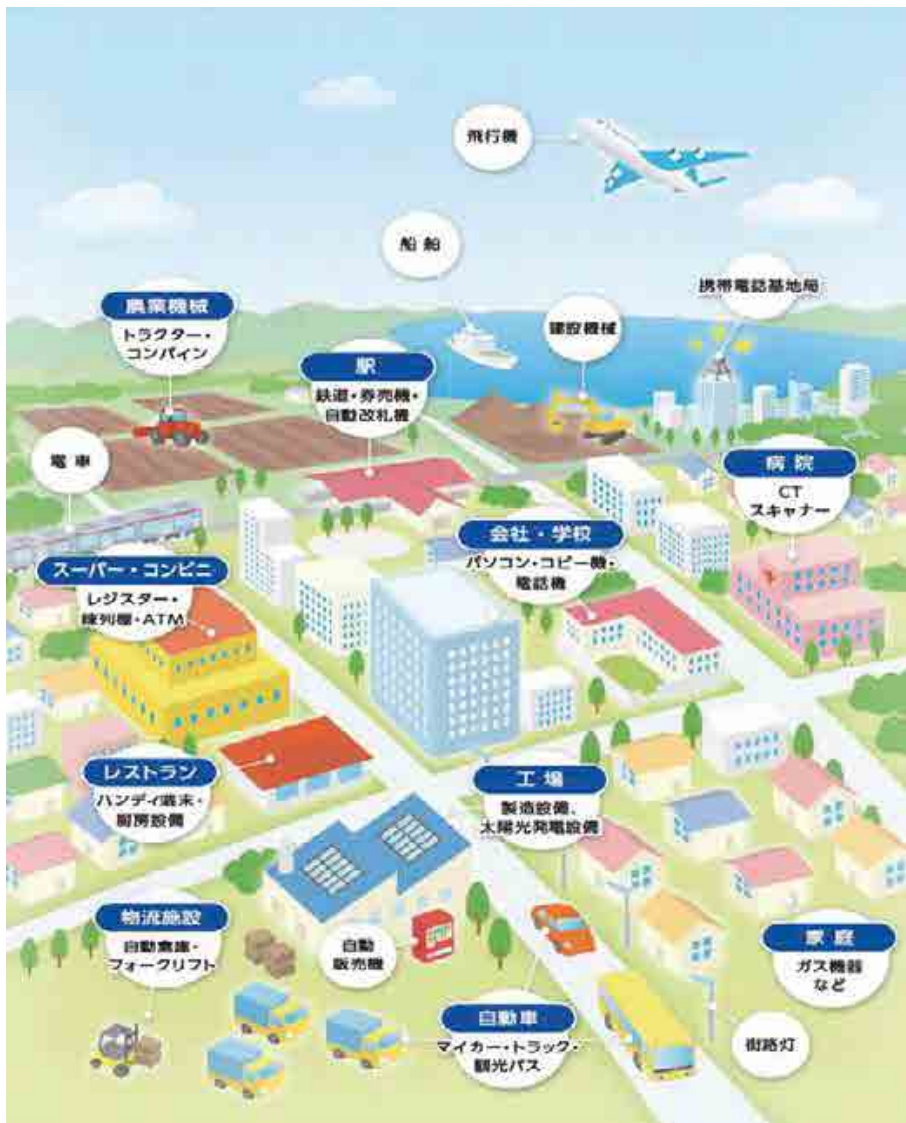 飛行機
船舶
携帯電話基地局
農業機械
トラクター・
コンバイン
建設機械
駅
鉄道・券売機・
自動改札機
電車
病院
CT
スキャナー
会社・学校
パソコン・コピー機・
電話機
スーパー・コンビニ
レジスター・
陳列棚・ATM
レストラン
ハンディ端末・
厨房設備
工場
製造設備、
太陽光発電設備
物流施設
自動倉庫・
フォークリフト
自動
販売機
家庭
ガス機器
など
自動車
マイカー・トラック・
観光バス
街路灯